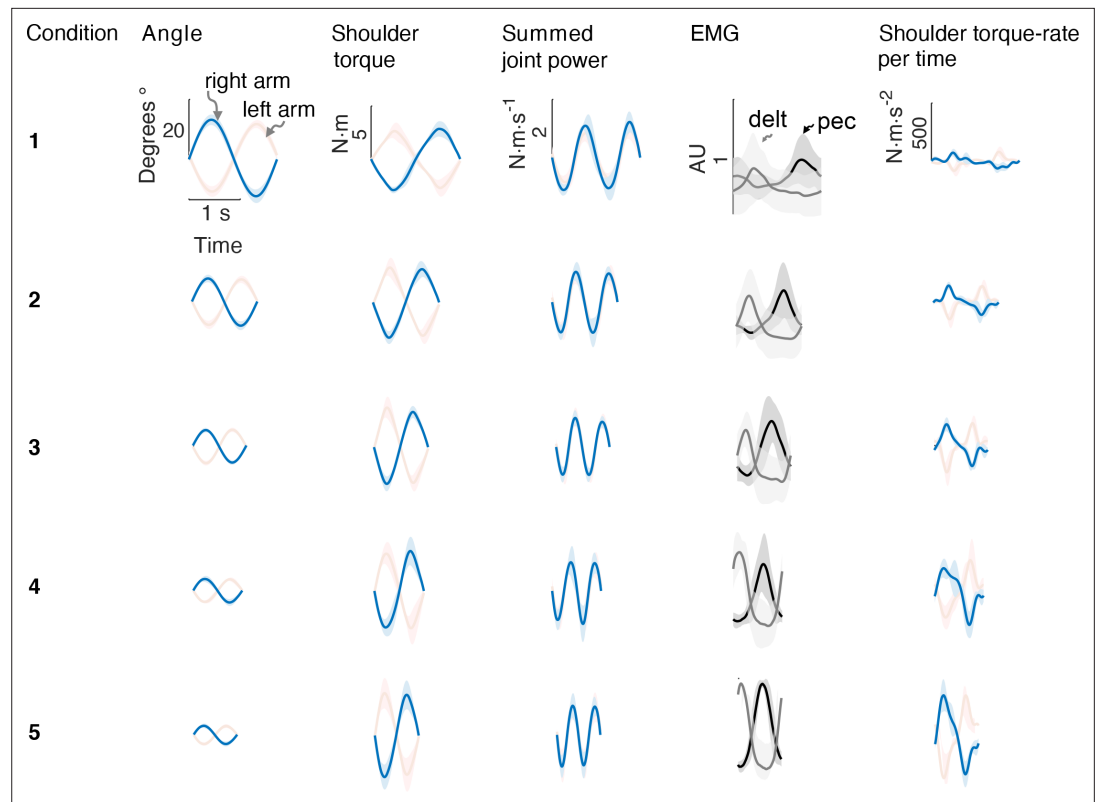 Condition Angle Shoulder torque Summed joint power EMG Shoulder torque-rate per time
right arm
left arm
Degrees °
20
1 s
Time
N·m
5
N·m·s⁻¹
2
delt
pec
AU
1
N·m·s⁻²
500
1
2
3
4
5